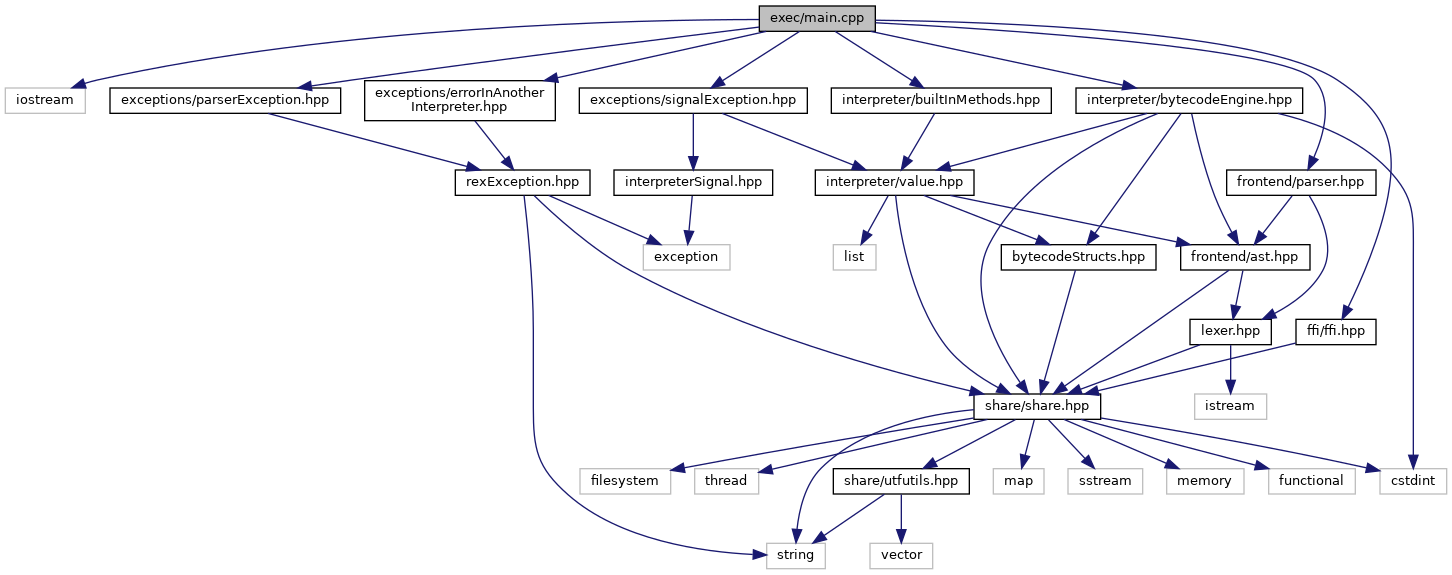 exec/main.cpp
iostream
exceptions/parserException.hpp
exceptions/errorInAnother
Interpreter.hpp
exceptions/signalException.hpp
interpreter/builtInMethods.hpp
interpreter/bytecodeEngine.hpp
rexException.hpp
interpreterSignal.hpp
interpreter/value.hpp
frontend/parser.hpp
exception
list
bytecodeStructs.hpp
frontend/ast.hpp
lexer.hpp
ffi/ffi.hpp
share/share.hpp
istream
filesystem
thread
share/utfutils.hpp
map
sstream
memory
functional
cstdint
string
vector